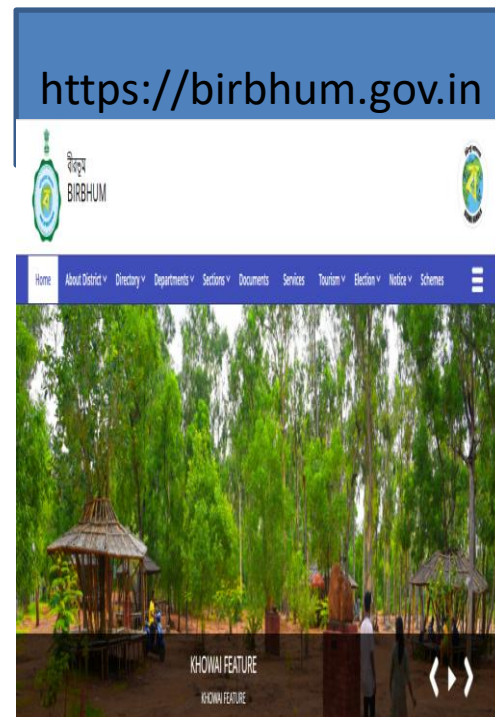 https://birbhum.gov.in
বীরভূম
BIRBHUM
Home About District Directory Departments Sections Documents Services Tourism Election Notice Schemes
KHOWAI FEATURE
KHOWAI FEATURE